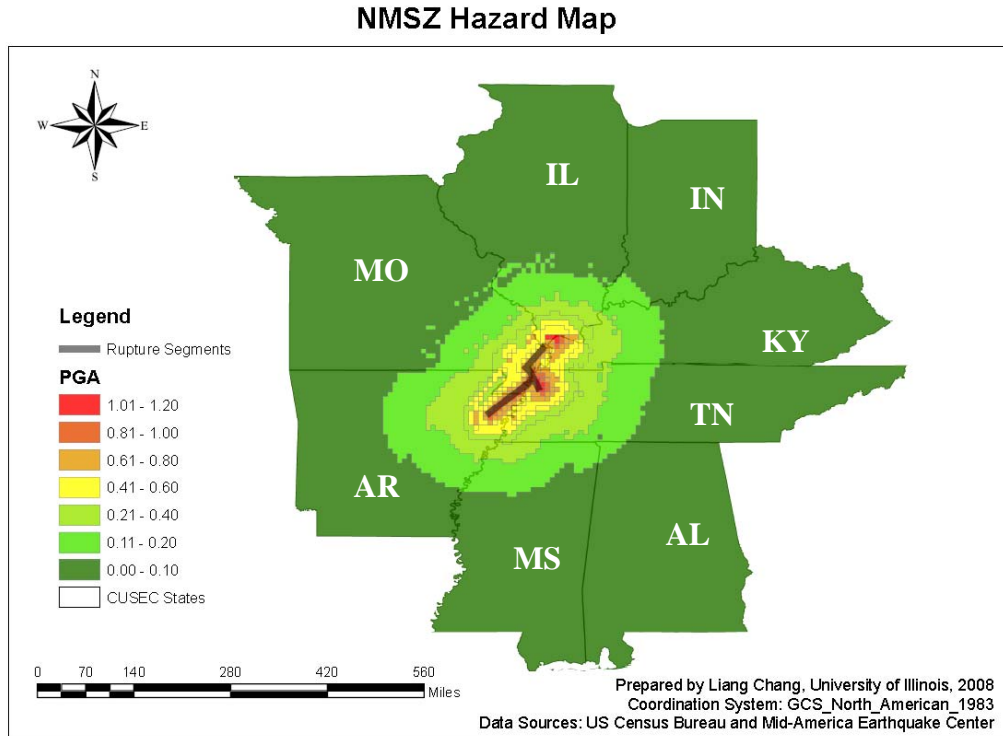 NMSZ Hazard Map
N
W
E
S
IL
IN
MO
KY
TN
AR
MS
AL
Legend
Rupture Segments
PGA
1.01 - 1.20
0.81 - 1.00
0.61 - 0.80
0.41 - 0.60
0.21 - 0.40
0.11 - 0.20
0.00 - 0.10
CUSEC States
0 70 140 280 420 560
Miles
Prepared by Liang Chang, University of Illinois, 2008
Coordination System: GCS_North_American_1983
Data Sources: US Census Bureau and Mid-America Earthquake Center